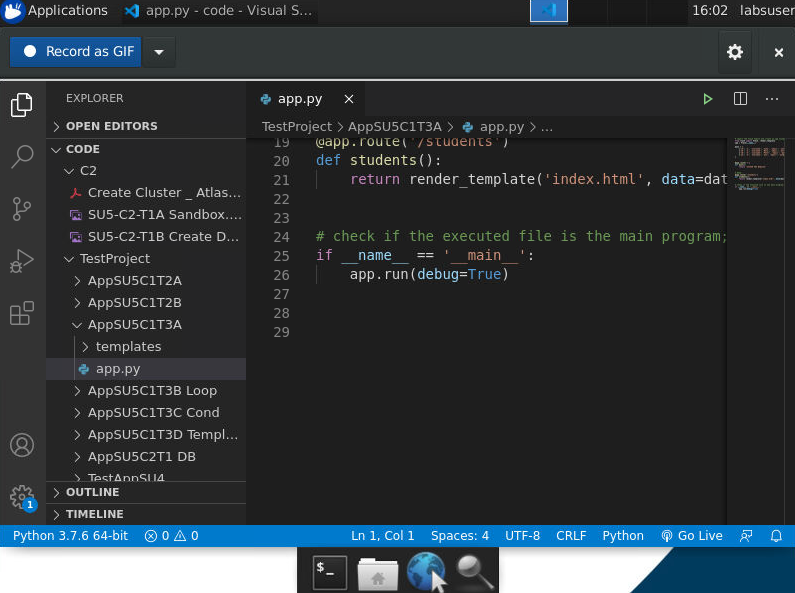 Applications
app.py - code - Visual S...
16:02
labsuser
Record as GIF
EXPLORER
OPEN EDITORS
CODE
C2
Create Cluster _ Atlas...
SU5-C2-T1A Sandbox....
SU5-C2-T1B Create D...
TestProject
AppSU5C1T2A
AppSU5C1T2B
AppSU5C1T3A
templates
app.py
AppSU5C1T3B Loop
AppSU5C1T3C Cond
AppSU5C1T3D Templ...
AppSU5C2T1 DB
TestAppSU4
OUTLINE
TIMELINE
app.py
TestProject > AppSU5C1T3A > app.py > ...
19 @app.route('/students')
20 def students():
21 return render_template('index.html', data=dat
22
23
24 # check if the executed file is the main program;
25 if __name__ == '__main__':
26 app.run(debug=True)
27
28
29
1
Python 3.7.6 64-bit
0
0
Ln 1, Col 1
Spaces: 4
UTF-8
CRLF
Python
Go Live
$_